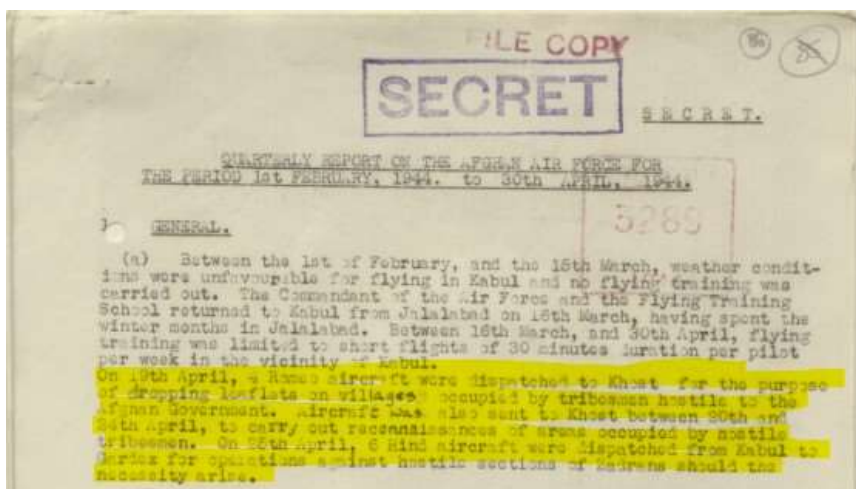 FILE COPY
SECRET
SECRET.
QUARTERLY REPORT ON THE AFGHAN AIR FORCE FOR
THE PERIOD 1st FEBRUARY, 1944. to 30th APRIL, 1944.
5289
GENERAL.
(a) Between the 1st of February, and the 15th March, weather condit-
ions were unfavourable for flying in Kabul and no flying training was
carried out. The Commandant of the Air Force and the Flying Training
School returned to Kabul from Jalalabad on 16th March, having spent the
winter months in Jalalabad. Between 16th March, and 30th April, flying
training was limited to short flights of 30 minutes duration per pilot
per week in the vicinity of Kabul.
On 19th April, 4 Romeo aircraft were dispatched to Khost for the purpose
of dropping leaflets on villages occupied by tribesmen hostile to the
Afghan Government. Aircraft was also sent to Khost between 20th and
April, to carry out reconnaissances of areas occupied by hostile
tribesmen. On 25th April, 6 Hind aircraft were dispatched from Kabul to
Gardez for operations against hostile sections of Zadrans should the
necessity arise.